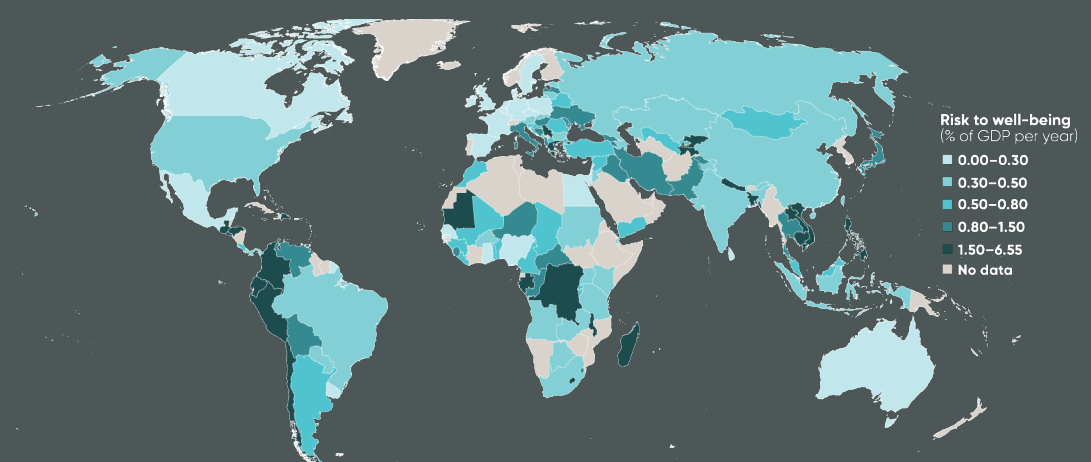 Risk to well-being
(% of GDP per year)
0.00–0.30
0.30–0.50
0.50–0.80
0.80–1.50
1.50–6.55
No data